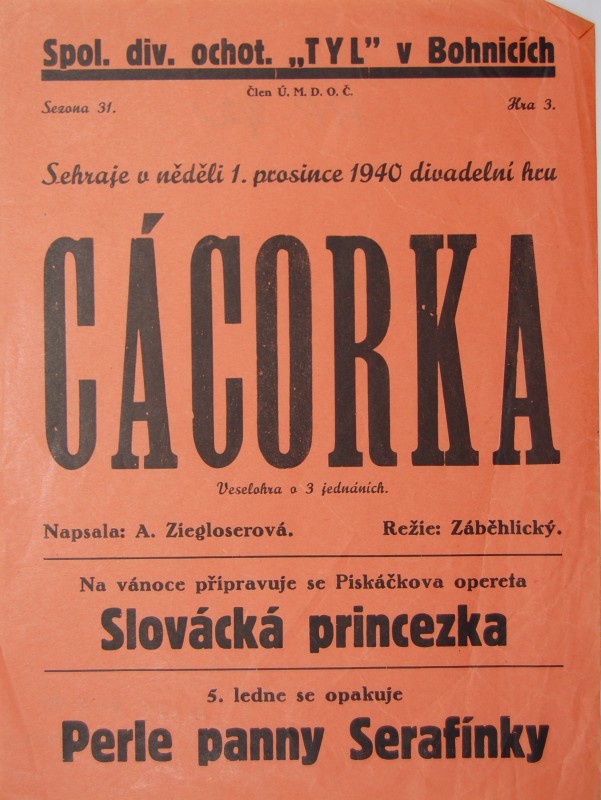 Spol. div. ochot. „TYL” v Bohnicích
Člen Ú. M. D. O. Č.
Sezona 31. Hra 3.
Sehraje v neděli 1. prosince 1940 divadelní hru
CÁCORKA
Veselohra o 3 jednáních.
Napsala: A. Ziegloserová. Režie: Záběhlický.
Na vánoce připravuje se Piskáčkova opereta
Slovácká princezka
5. ledne se opakuje
Perle panny Serafínky